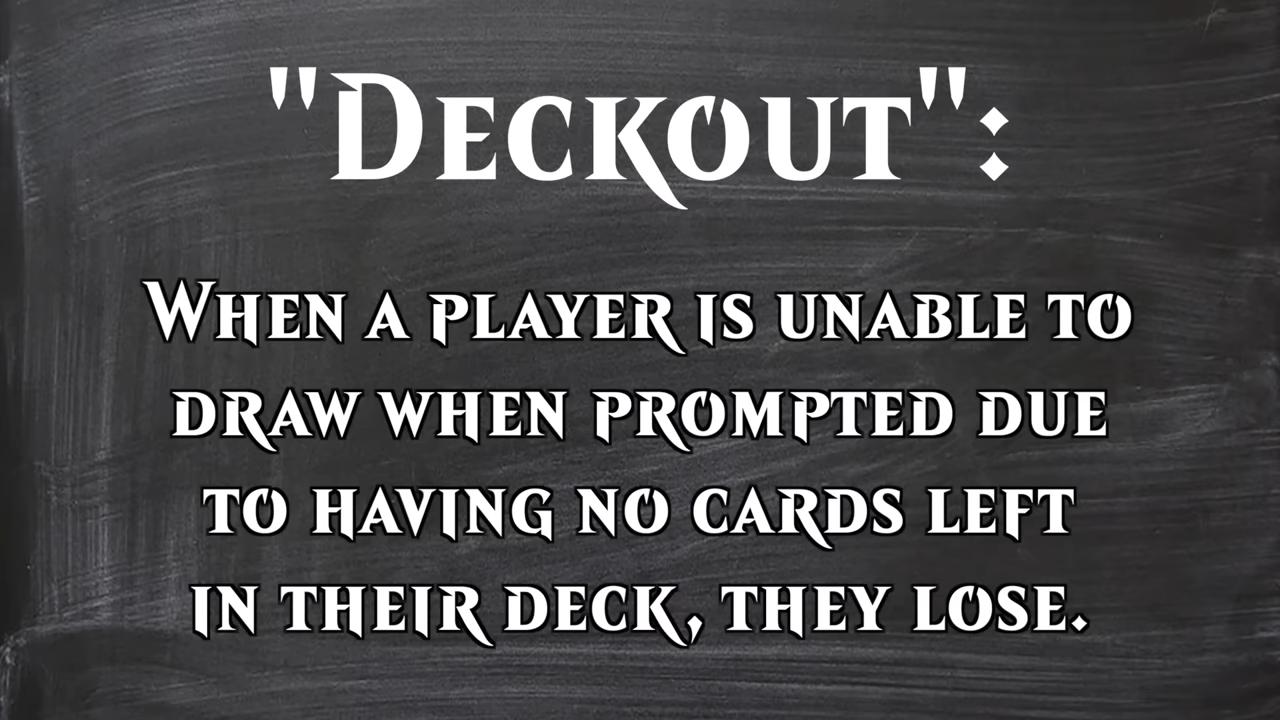 "Deckout":
When a player is unable to
draw when prompted due
to having no cards left
in their deck, they lose.